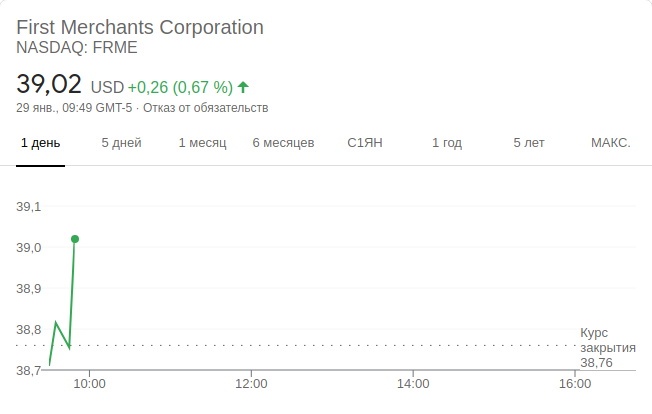 First Merchants Corporation
NASDAQ: FRME
39,02 USD +0,26 (0,67 %)
29 янв., 09:49 GMT-5 · Отказ от обязательств
1 день 5 дней 1 месяц 6 месяцев С1ЯН 1 год 5 лет МАКС.
39,1
39,0
38,9
38,8
Курс
закрытия
38,76
38,7
10:00 12:00 14:00 16:00